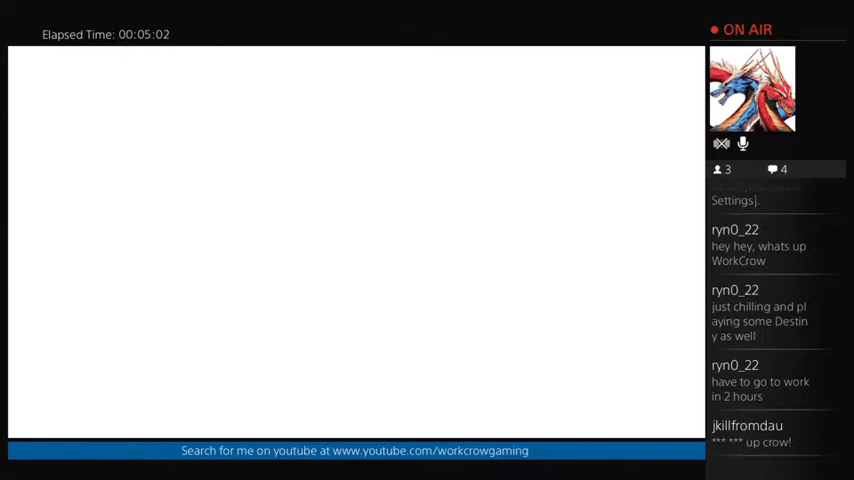 Elapsed Time: 00:05:02
ON AIR
3
4
Settings].
ryn0_22
hey hey, whats up
WorkCrow
ryn0_22
just chilling and pl
aying some Destin
y as well
ryn0_22
have to go to work
in 2 hours
jkillfromdau
*** *** up crow!
Search for me on youtube at www.youtube.com/workcrowgaming